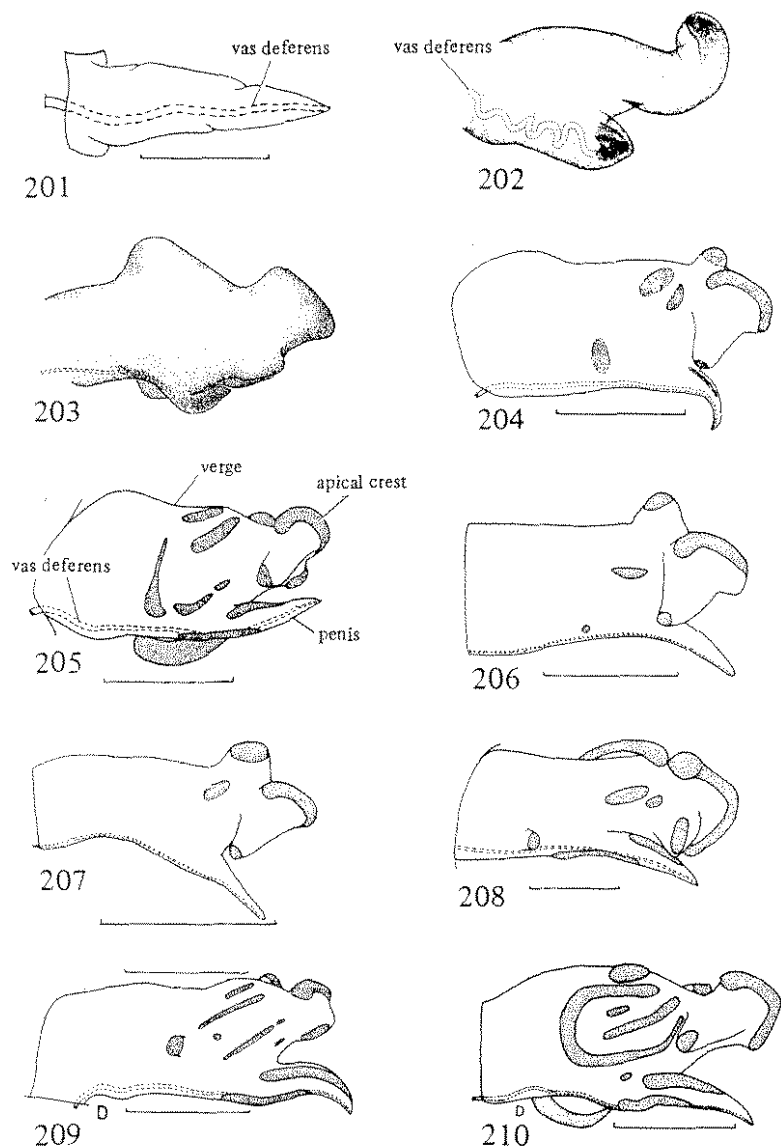 vas deferens
201
vas deferens
202
203
204
verge
apical crest
vas deferens
penis
205
206
207
208
D
209
D
210